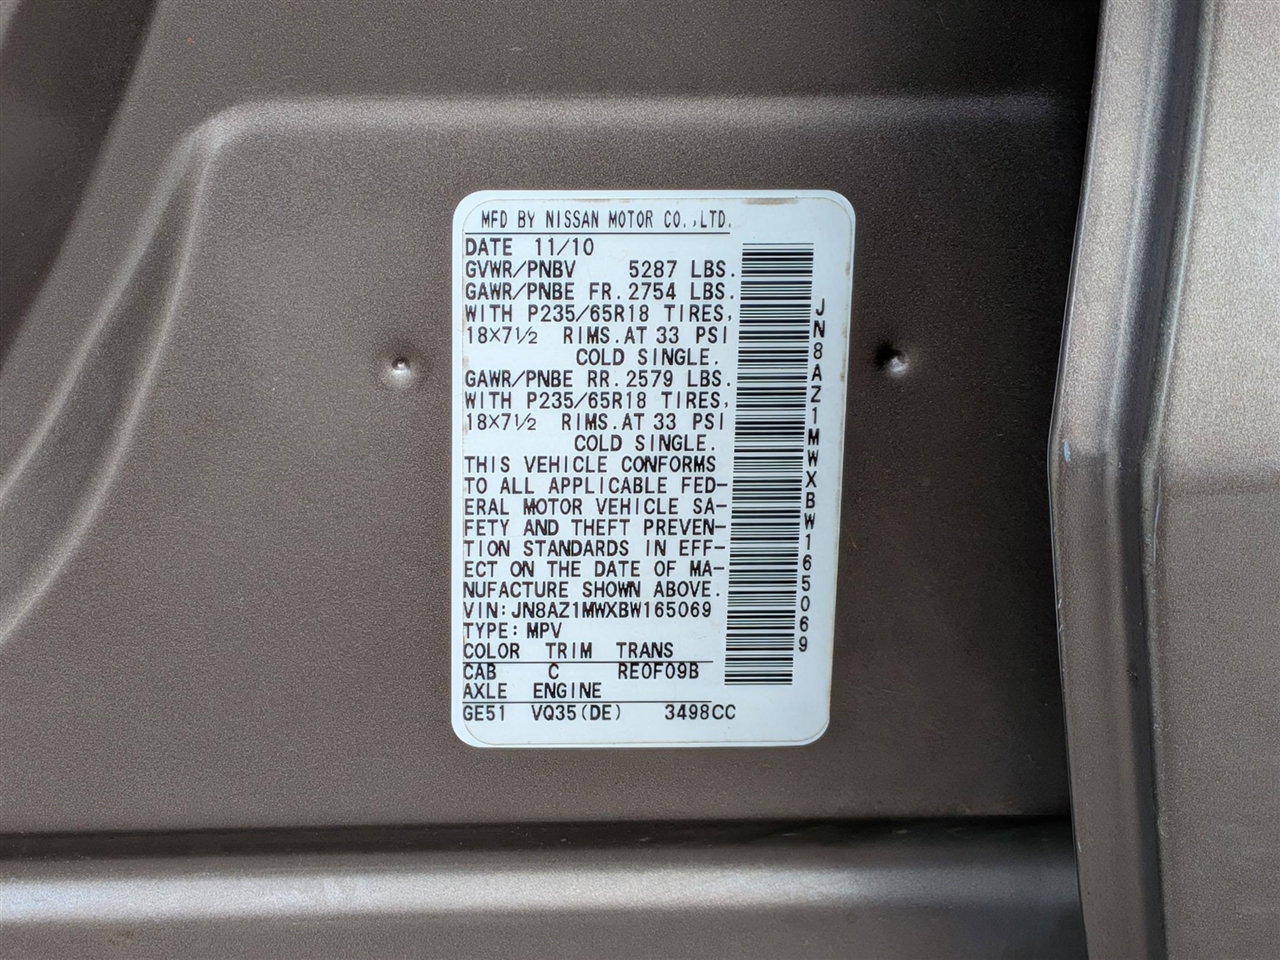 MFD BY NISSAN MOTOR CO.,LTD.
DATE 11/10
GVWR/PNBV 5287 LBS.
GAWR/PNBE FR.2754 LBS.
WITH P235/65R18 TIRES,
18×7½ RIMS.AT 33 PSI
COLD SINGLE.
GAWR/PNBE RR.2579 LBS.
WITH P235/65R18 TIRES,
18×7½ RIMS.AT 33 PSI
COLD SINGLE.
THIS VEHICLE CONFORMS
TO ALL APPLICABLE FED-
ERAL MOTOR VEHICLE SA-
FETY AND THEFT PREVEN-
TION STANDARDS IN EFF-
ECT ON THE DATE OF MA-
NUFACTURE SHOWN ABOVE.
VIN:JN8AZ1MWXBW165069
TYPE:MPV
COLOR TRIM TRANS
CAB C RE0F09B
AXLE ENGINE
GE51 VQ35(DE) 3498CC
JN8AZ1MWXBW165069